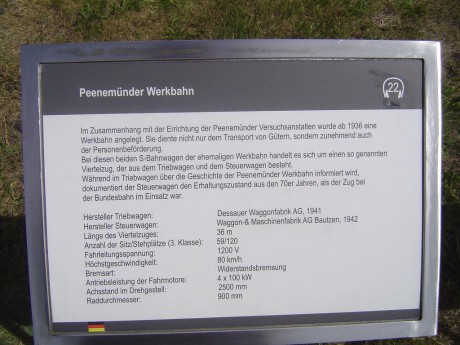 Peenemünder Werkbahn
22
Im Zusammenhang mit der Errichtung der Peenemünder Versuchsanstalten wurde ab 1936 eine
Werkbahn angelegt. Sie diente nicht nur dem Transport von Gütern, sondern zunehmend auch
der Personenbeförderung.
Bei diesen beiden S-Bahnwagen der ehemaligen Werkbahn handelt es sich um einen so genannten
Viertelzug, der aus dem Triebwagen und dem Steuerwagen besteht.
Während im Triebwagen über die Geschichte der Peenemünder Werkbahn informiert wird,
dokumentiert der Steuerwagen den Erhaltungszustand aus den 70er Jahren, als der Zug bei
der Bundesbahn im Einsatz war.
Hersteller Triebwagen: Dessauer Waggonfabrik AG, 1941
Hersteller Steuerwagen: Waggon-& Maschinenfabrik AG Bautzen, 1942
Länge des Viertelzuges: 36 m
Anzahl der Sitz/Stehplätze (3. Klasse): 59/120
Fahrleitungsspannung: 1200 V
Höchstgeschwindigkeit: 80 km/h
Bremsart: Widerstandsbremsung
Antriebsleistung der Fahrmotore: 4 x 100 kW
Achsstand im Drehgestell: 2500 mm
Raddurchmesser: 900 mm